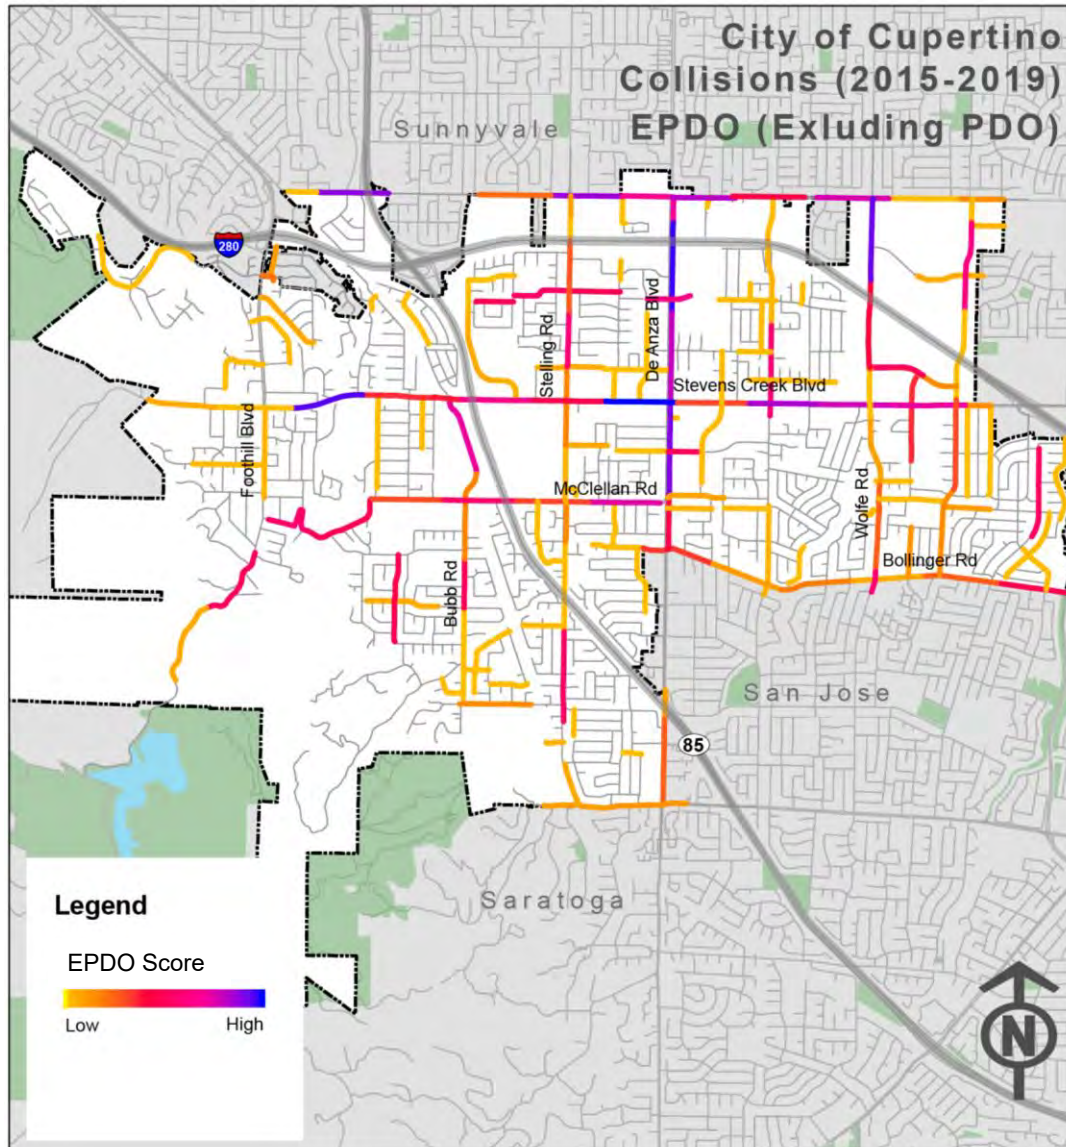 City of Cupertino
Collisions (2015-2019)
EPDO (Exluding PDO)
Sunnyvale
280
Stelling Rd
De Anza Blvd
Stevens Creek Blvd
Foothill Blvd
McClellan Rd
Wolfe Rd
Bollinger Rd
Bubb Rd
San Jose
85
Saratoga
Legend
EPDO Score
Low High
N